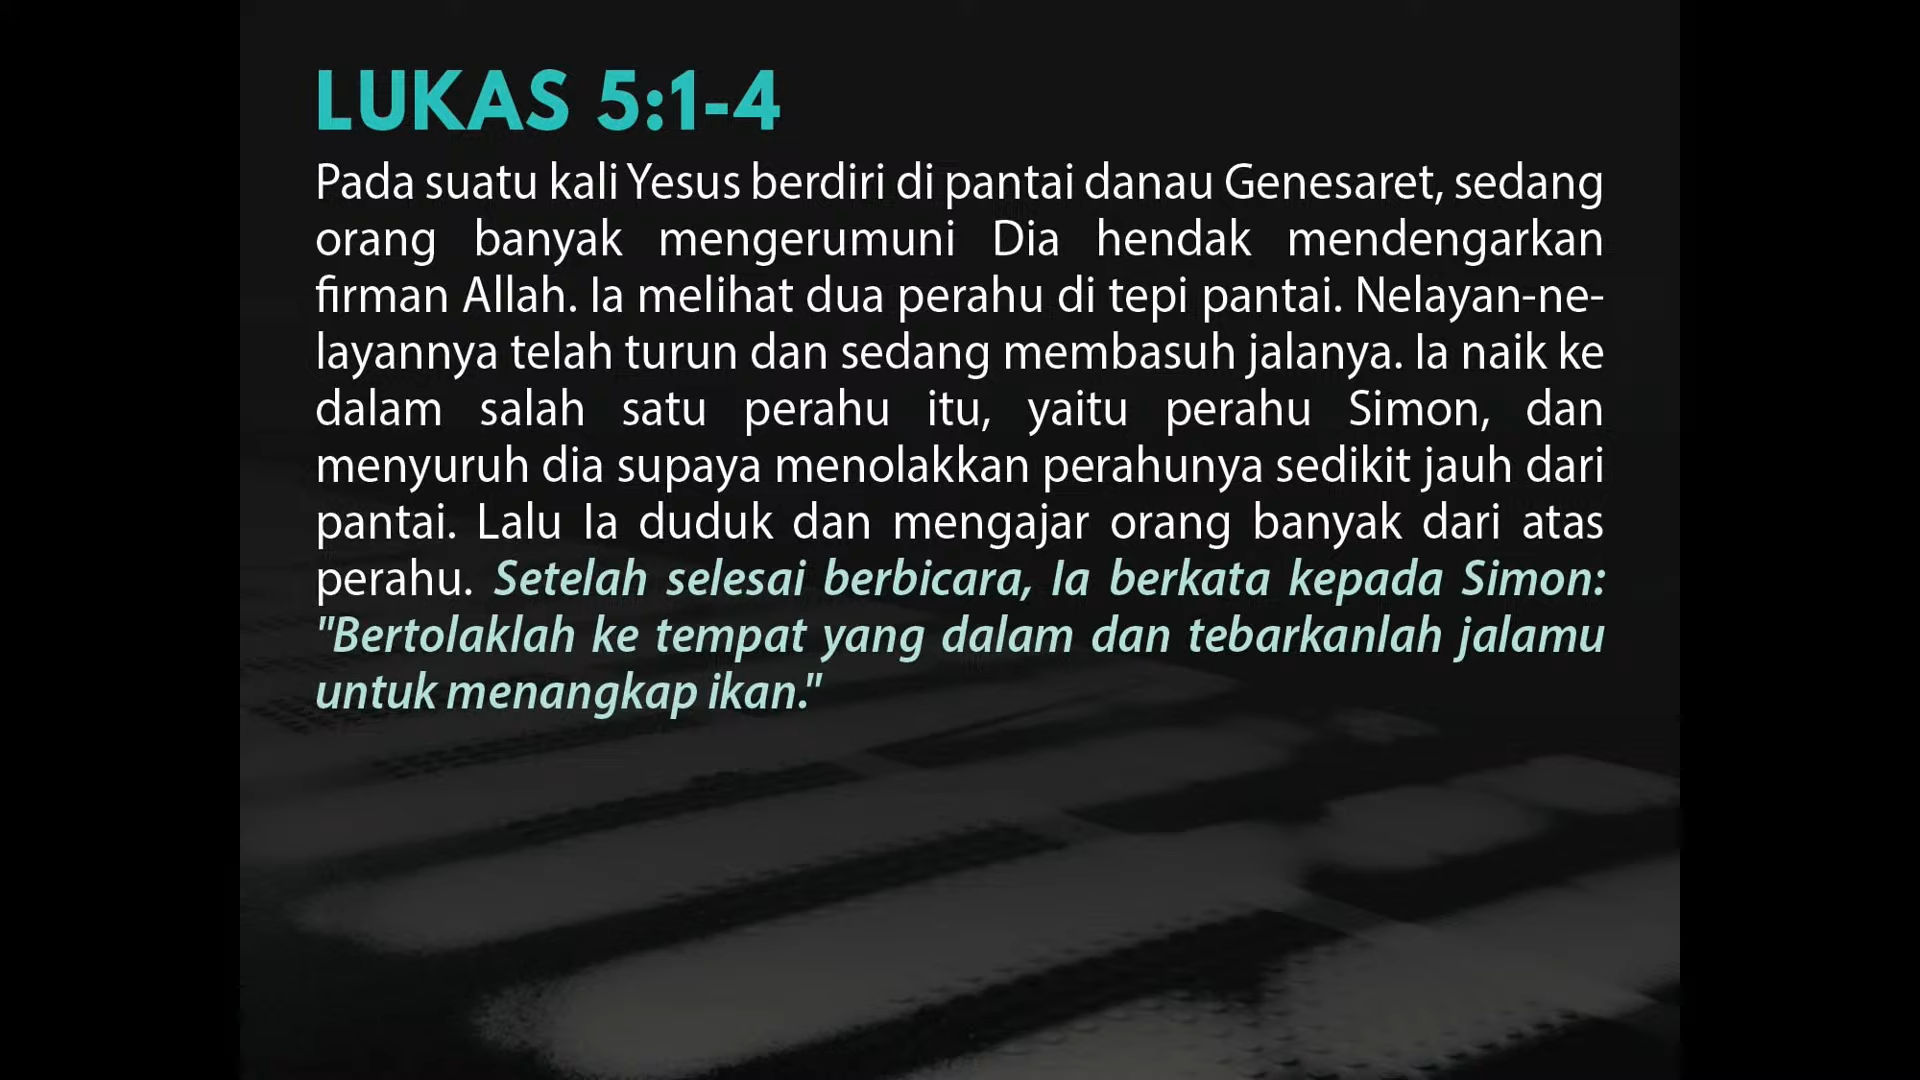 LUKAS 5:1-4
Pada suatu kali Yesus berdiri di pantai danau Genesaret, sedang
orang banyak mengerumuni Dia hendak mendengarkan
firman Allah. Ia melihat dua perahu di tepi pantai. Nelayan-ne-
layannya telah turun dan sedang membasuh jalanya. Ia naik ke
dalam salah satu perahu itu, yaitu perahu Simon, dan
menyuruh dia supaya menolakkan perahunya sedikit jauh dari
pantai. Lalu Ia duduk dan mengajar orang banyak dari atas
perahu. Setelah selesai berbicara, Ia berkata kepada Simon:
"Bertolaklah ke tempat yang dalam dan tebarkanlah jalamu
untuk menangkap ikan."